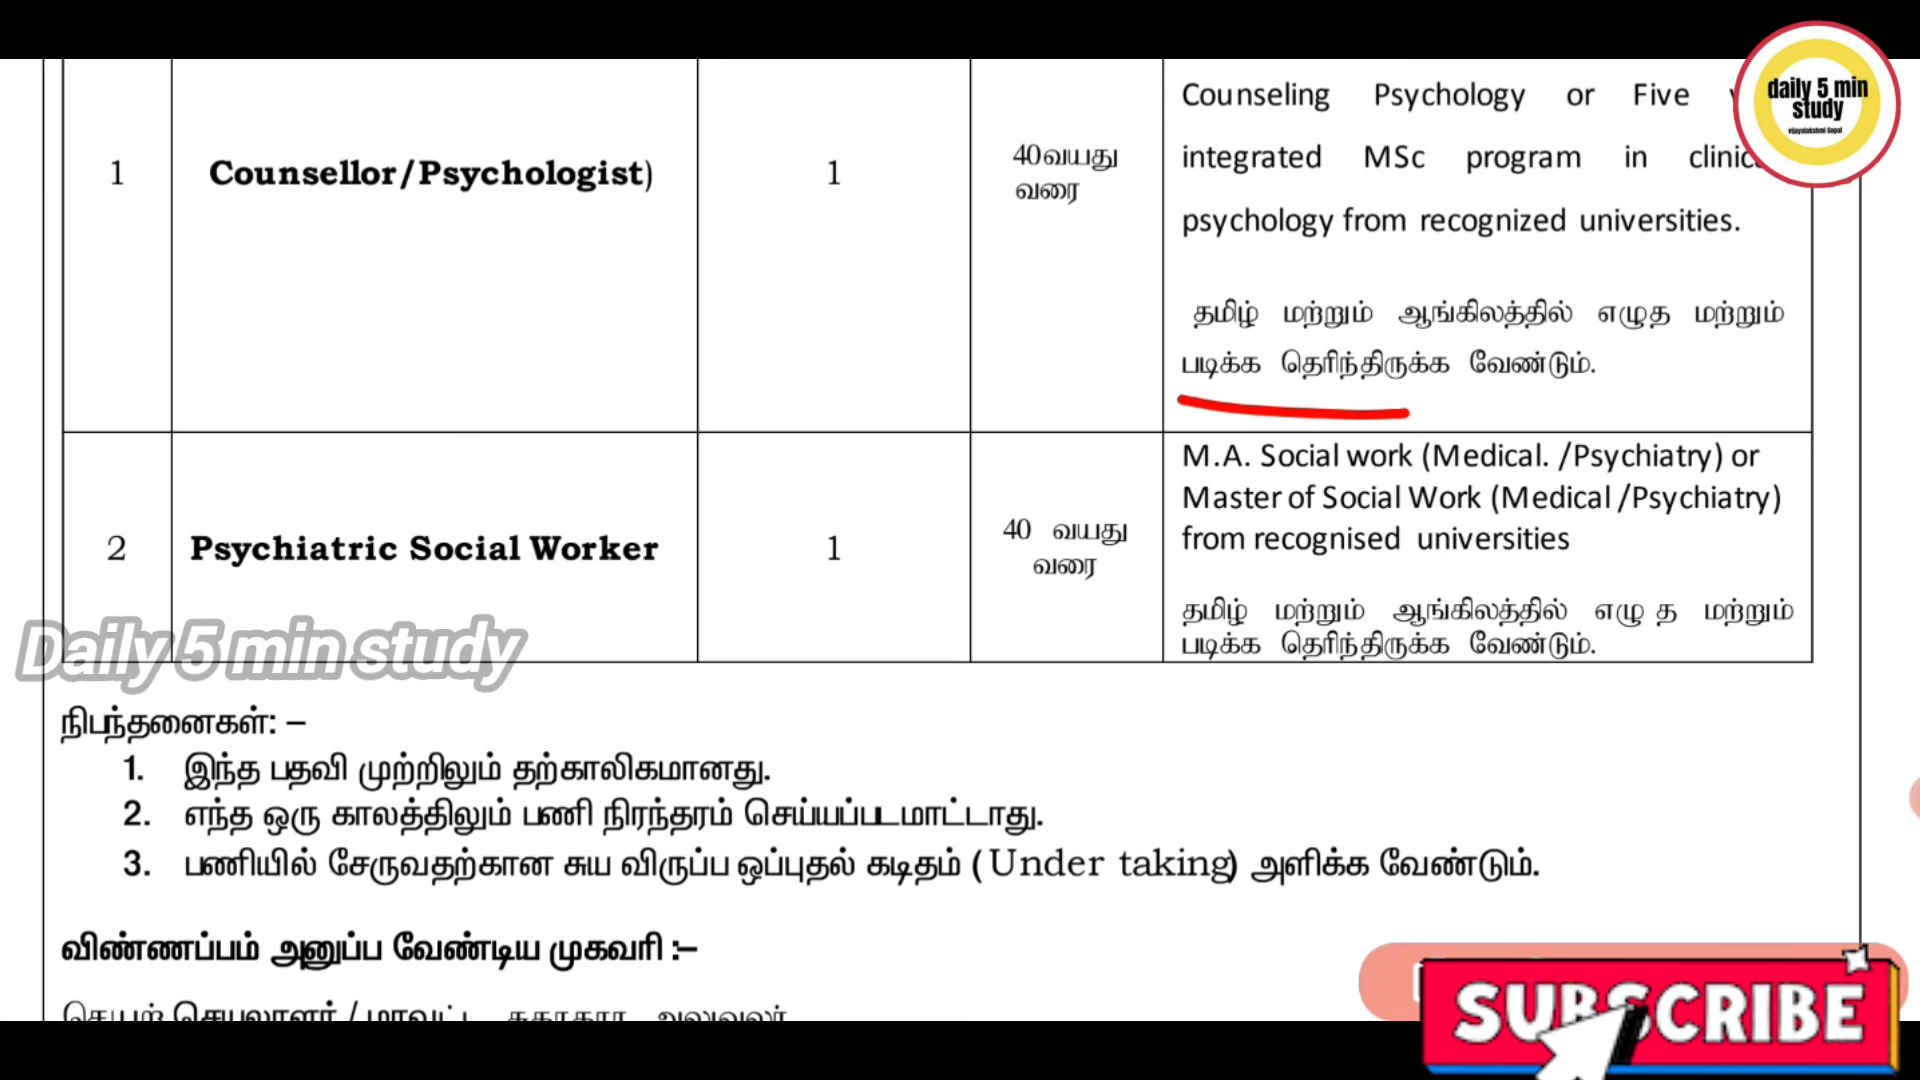 daily 5 min
study
vijayalakshmi Gopal
Counseling Psychology or Five
1 Counsellor/Psychologist) 1 40வயது வரை integrated MSc program in
psychology from recognized universities.
தமிழ் மற்றும் ஆங்கிலத்தில் எழுத மற்றும்
படிக்க தெரிந்திருக்க வேண்டும்.
2 Psychiatric Social Worker 1 40 வயது வரை M.A. Social work (Medical. /Psychiatry) or
Master of Social Work (Medical /Psychiatry)
from recognised universities
தமிழ் மற்றும் ஆங்கிலத்தில் எழு த மற்றும்
படிக்க தெரிந்திருக்க வேண்டும்.
Daily 5 min study
நிபந்தனைகள்: –
1. இந்த பதவி முற்றிலும் தற்காலிகமானது.
2. எந்த ஒரு காலத்திலும் பணி நிரந்தரம் செய்யப்படமாட்டாது.
3. பணியில் சேருவதற்கான சுய விருப்ப ஒப்புதல் கடிதம் (Under taking) அளிக்க வேண்டும்.
விண்ணப்பம் அனுப்ப வேண்டிய முகவரி :–
SUBSCRIBE